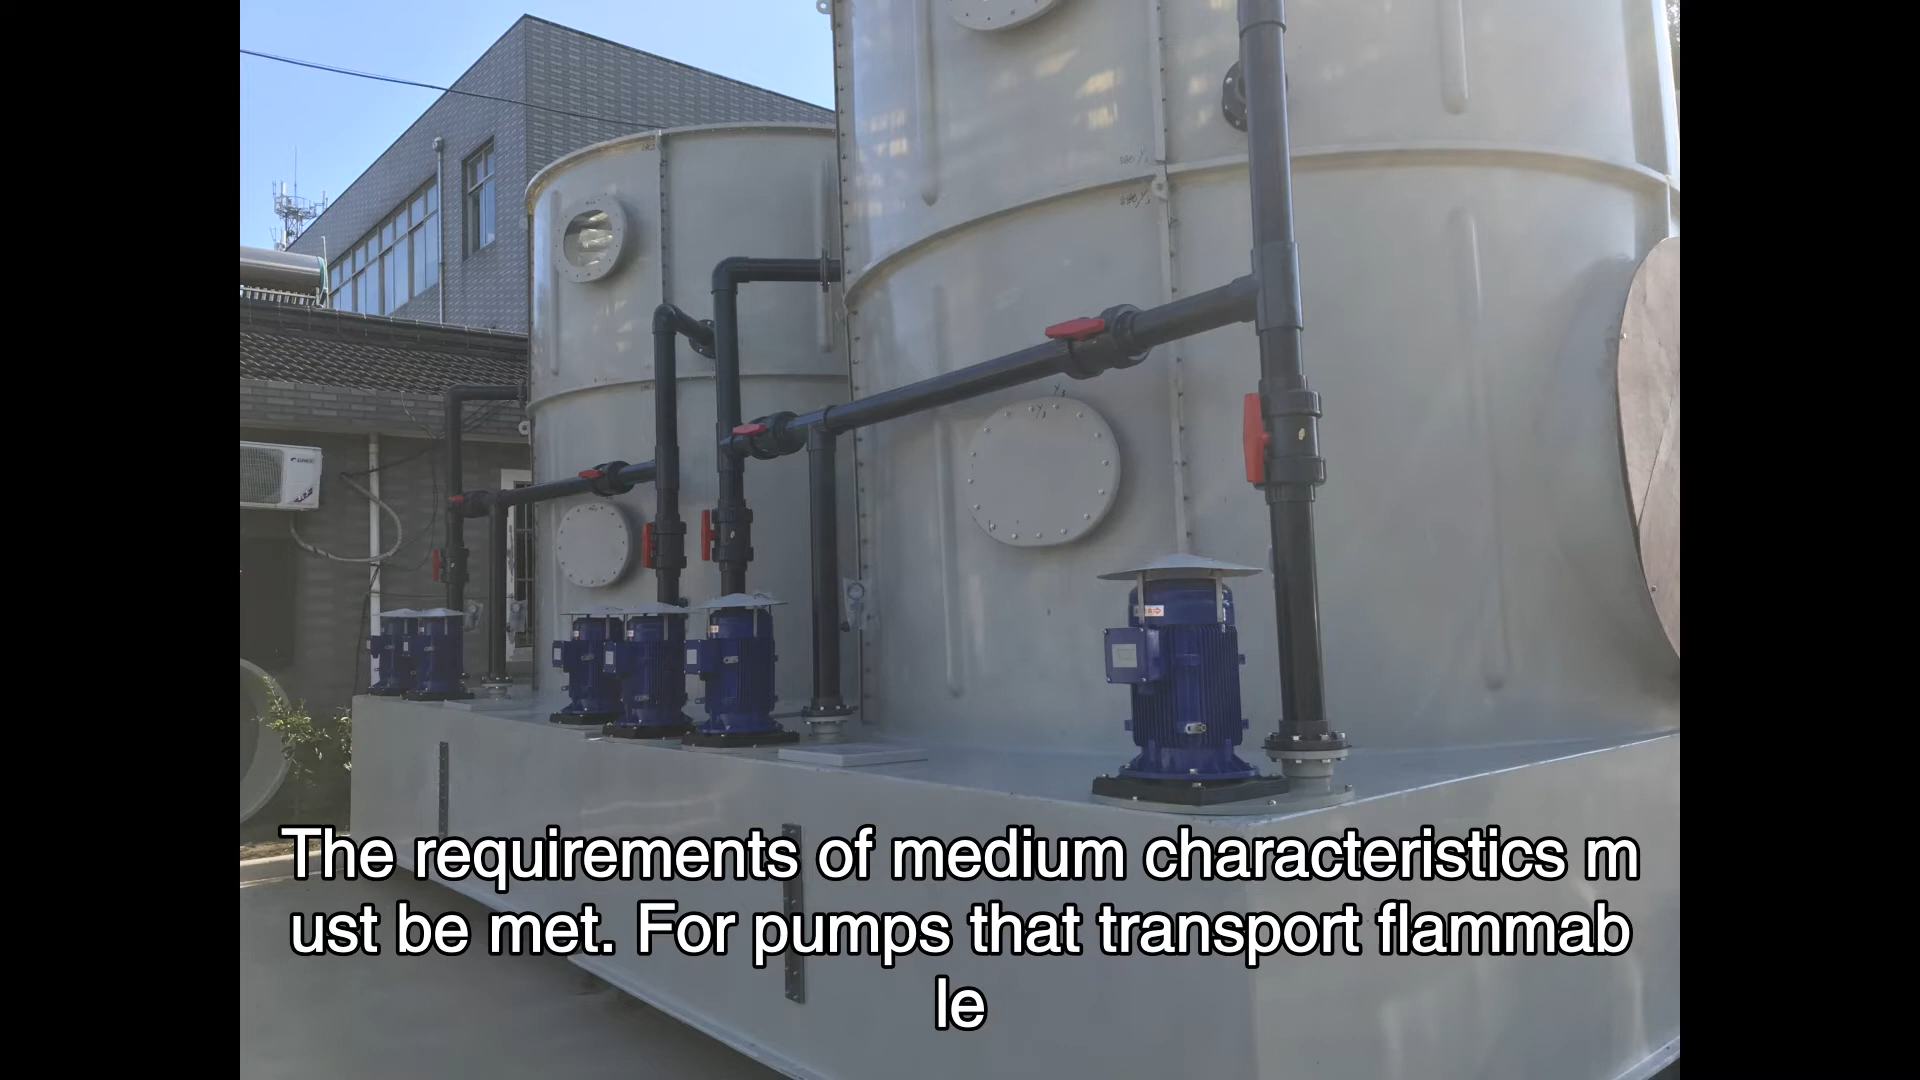 The requirements of medium characteristics m
ust be met. For pumps that transport flammab
le